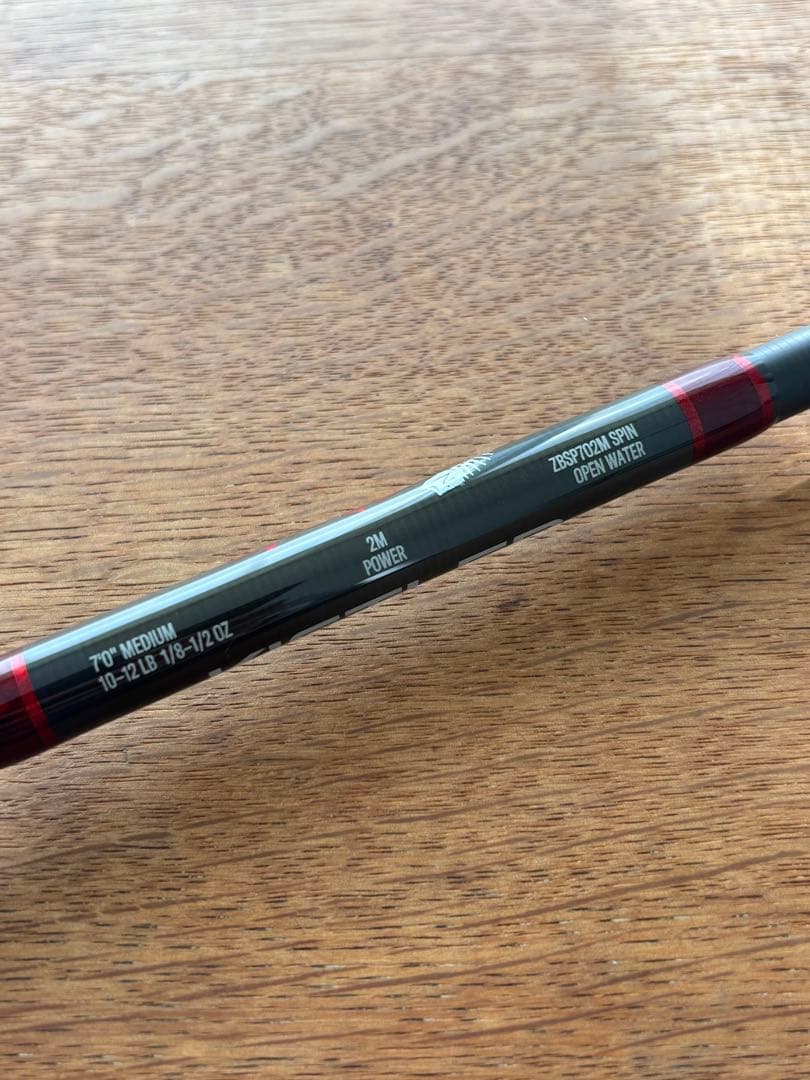 7'0" MEDIUM
10-12 LB 1/8-1/2 OZ
2M
POWER
ZBSP702M SPIN
OPEN WATER